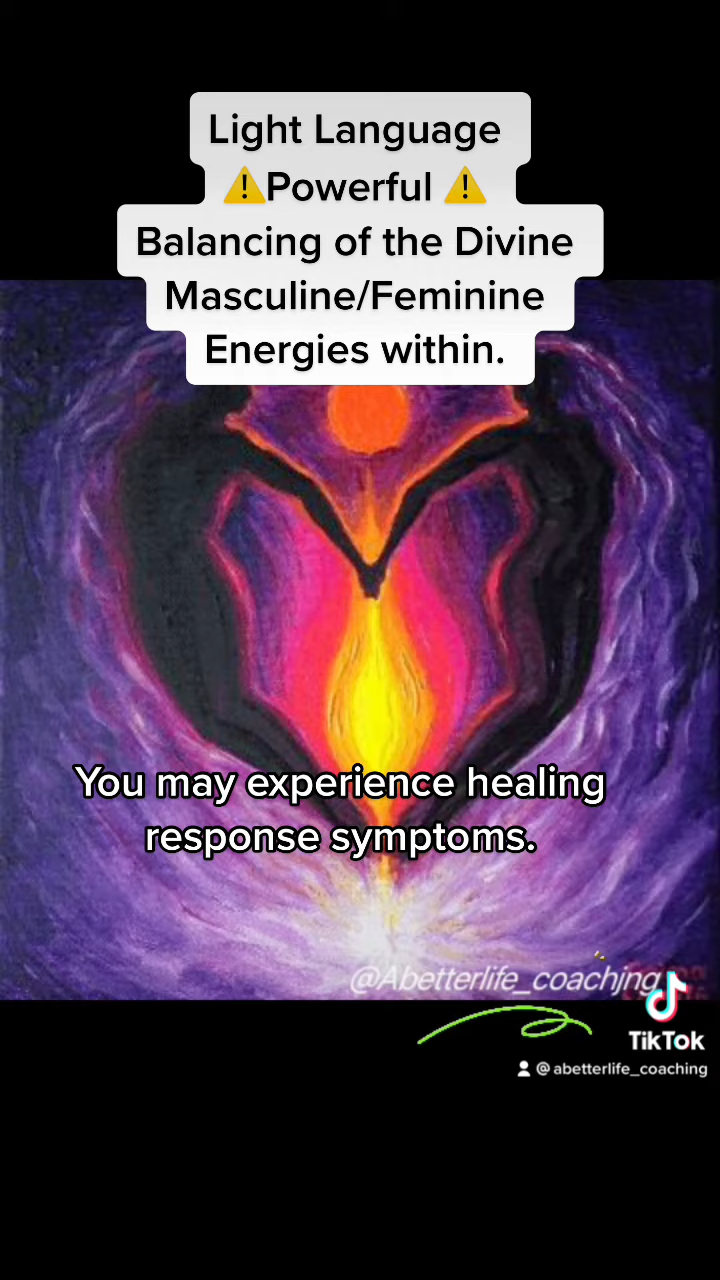 Light Language
⚠️Powerful ⚠️
Balancing of the Divine
Masculine/Feminine
Energies within.
You may experience healing
response symptoms.
@Abetterlife_coachjng
TikTok
@abetterlife_coaching